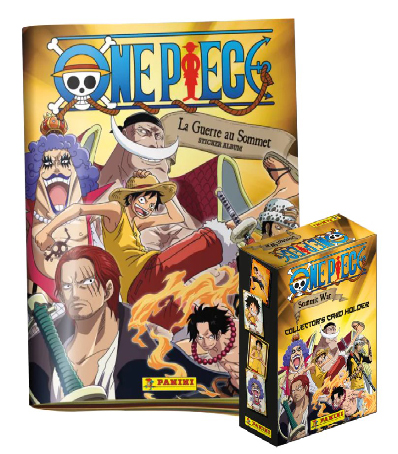 ONE PIECE
La Guerre au Sommet
STICKER ALBUM
PANINI
ONE PIECE
Summit War
COLLECTOR'S CARD HOLDER
PANINI